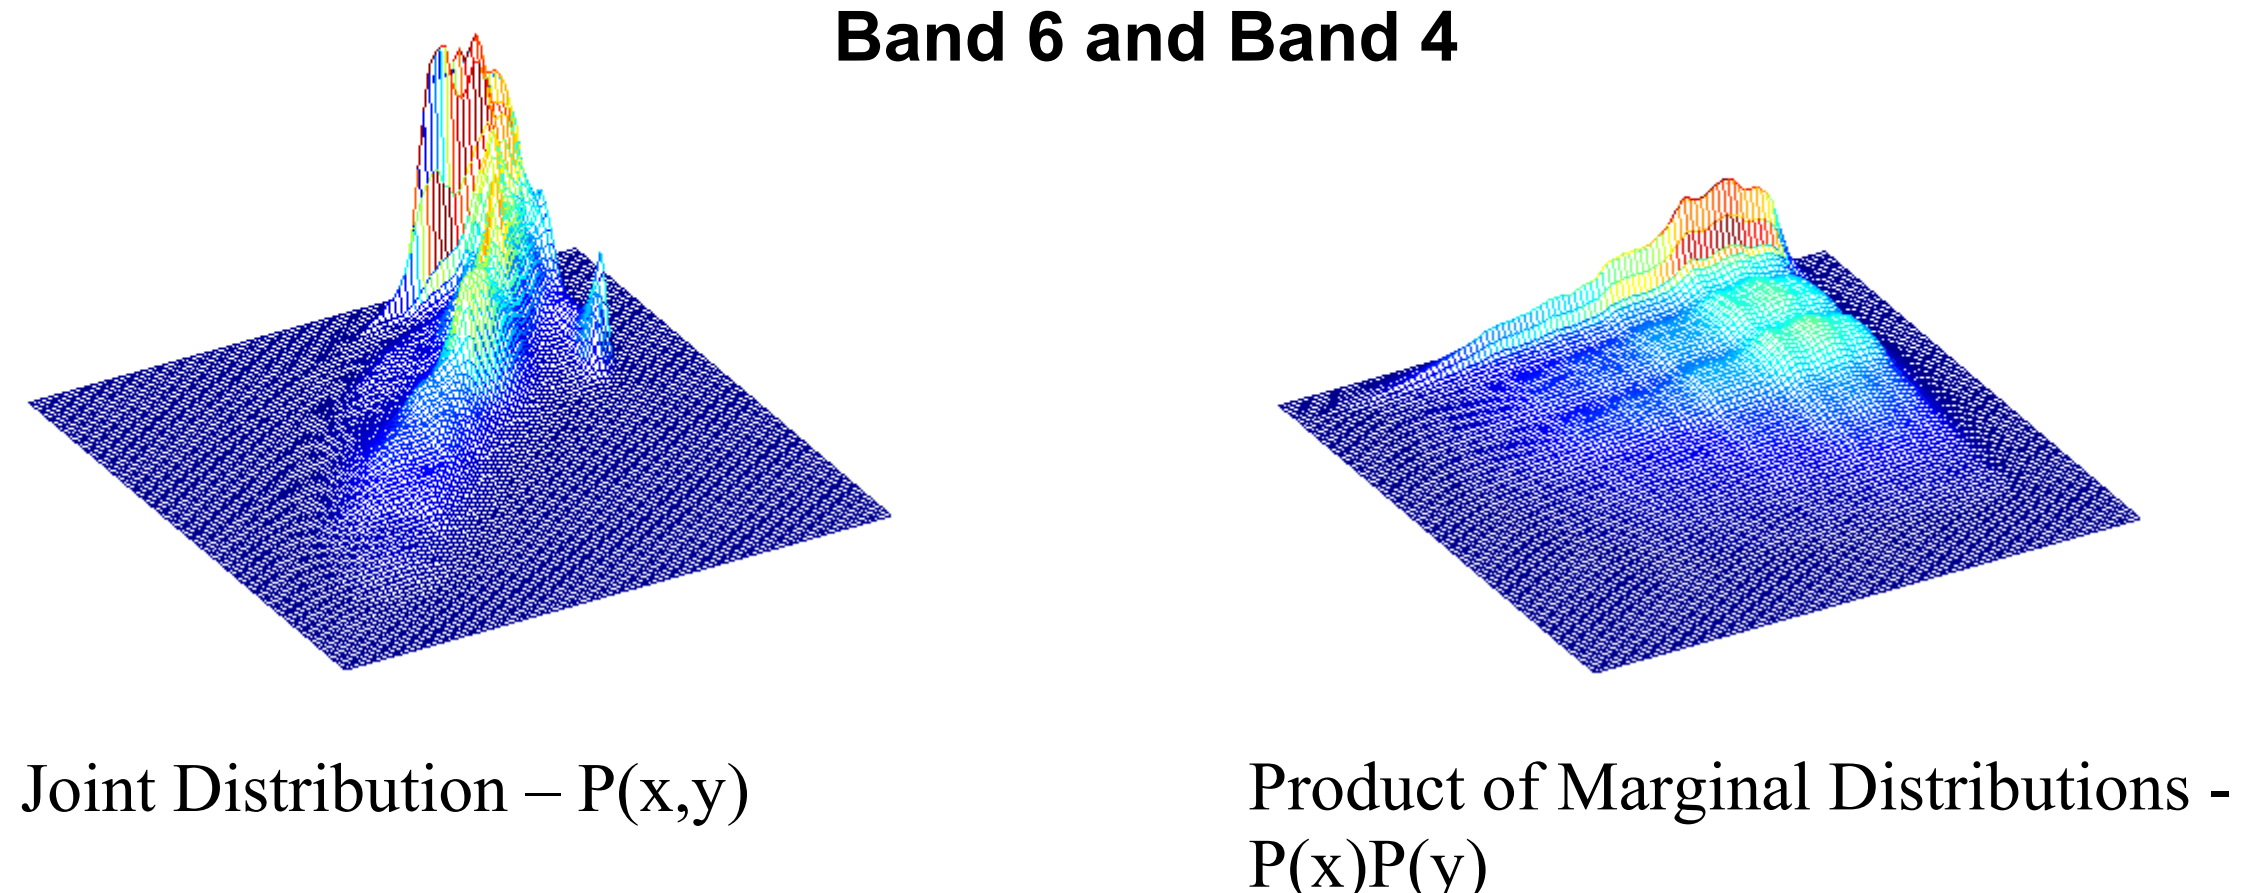 Band 6 and Band 4
Joint Distribution – P(x,y)
Product of Marginal Distributions -
P(x)P(y)